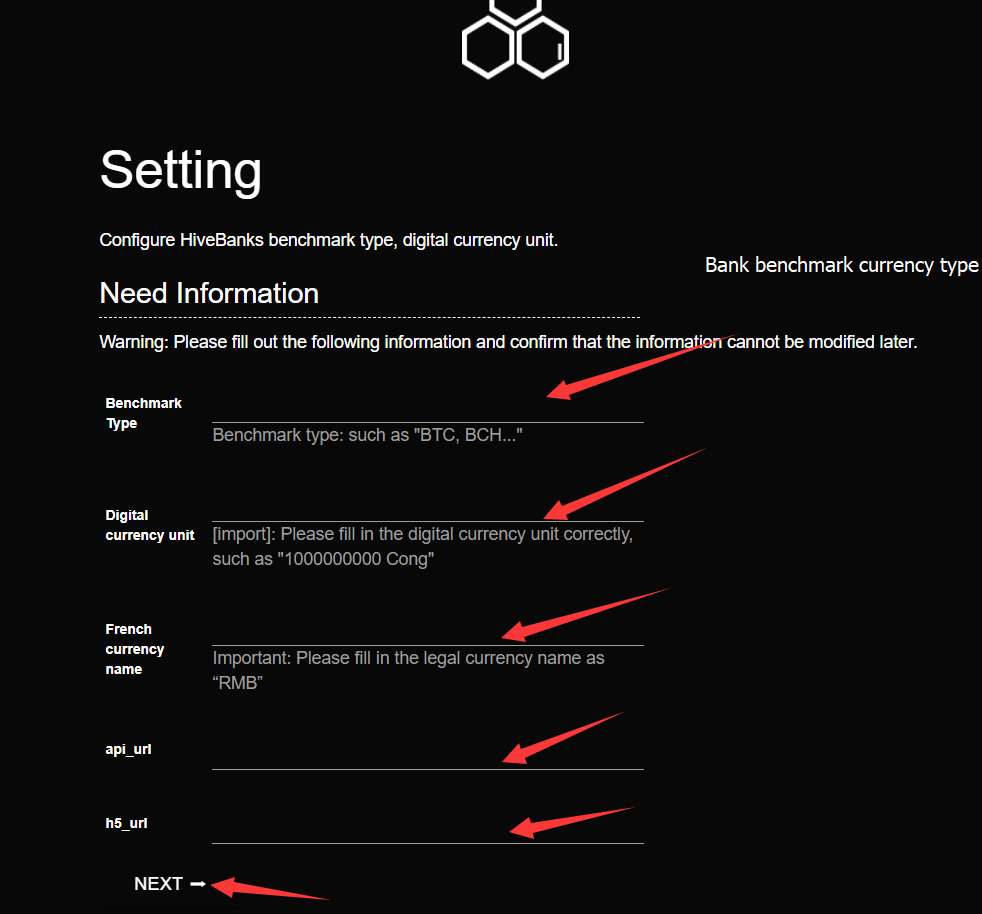 Setting
Configure HiveBanks benchmark type, digital currency unit.
Bank benchmark currency type
Need Information
Warning: Please fill out the following information and confirm that the information cannot be modified later.
Benchmark
Type
Benchmark type: such as "BTC, BCH..."
Digital
currency unit
[import]: Please fill in the digital currency unit correctly,
such as "1000000000 Cong"
French
currency
name
Important: Please fill in the legal currency name as
“RMB”
api_url
h5_url
NEXT ➞